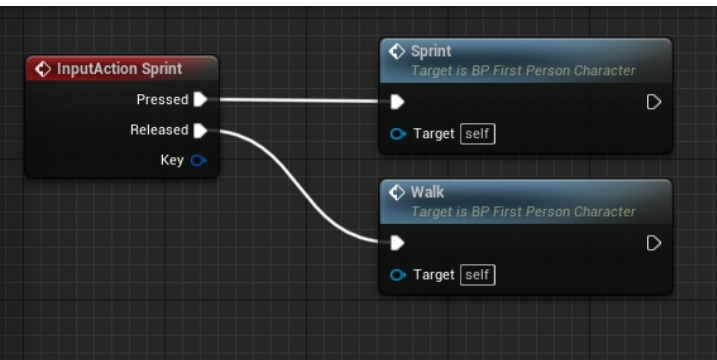 InputAction Sprint
Pressed
Released
Key
Sprint
Target is BP First Person Character
Target self
Walk
Target is BP First Person Character
Target self